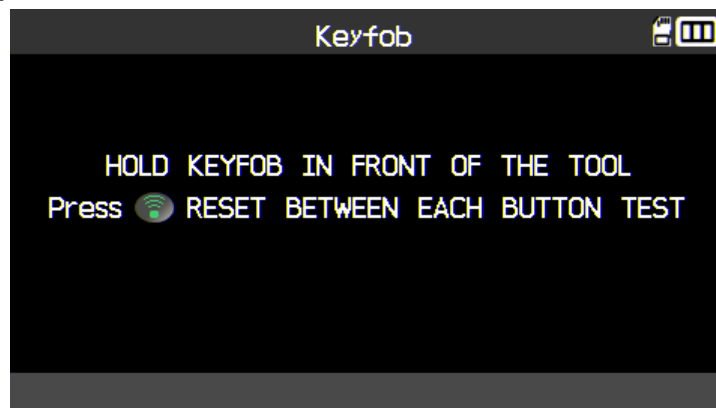 Keyfob
HOLD KEYFOB IN FRONT OF THE TOOL
Press RESET BETWEEN EACH BUTTON TEST